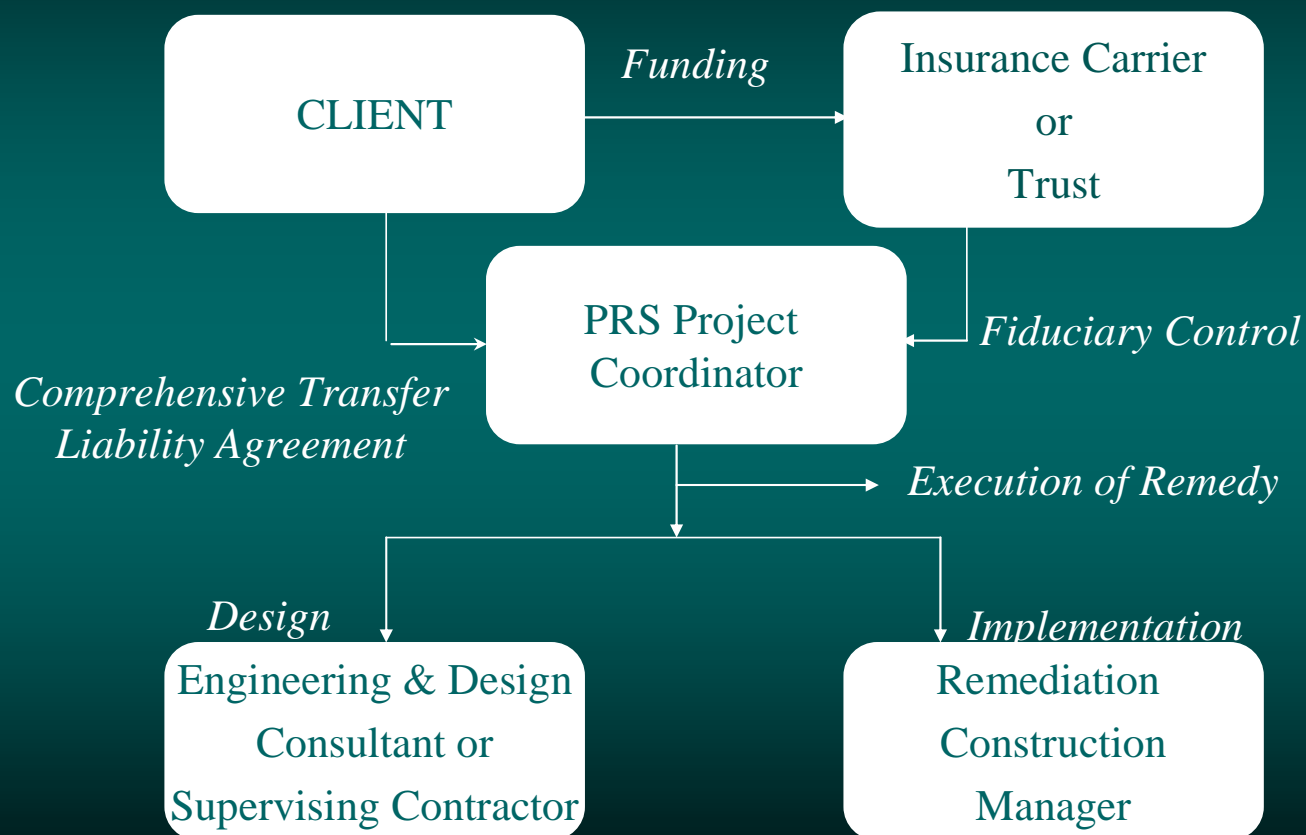 CLIENT
Funding
Insurance Carrier
or
Trust
PRS Project
Coordinator
Fiduciary Control
Comprehensive Transfer
Liability Agreement
Execution of Remedy
Design
Implementation
Engineering & Design
Consultant or
Supervising Contractor
Remediation
Construction
Manager